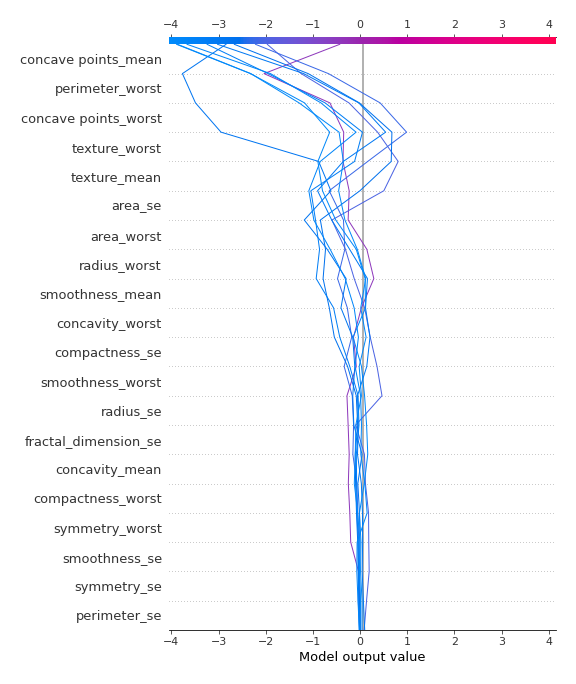 −4 −3 −2 −1 0 1 2 3 4
concave points_mean
perimeter_worst
concave points_worst
texture_worst
texture_mean
area_se
area_worst
radius_worst
smoothness_mean
concavity_worst
compactness_se
smoothness_worst
radius_se
fractal_dimension_se
concavity_mean
compactness_worst
symmetry_worst
smoothness_se
symmetry_se
perimeter_se
−4 −3 −2 −1 0 1 2 3 4
Model output value